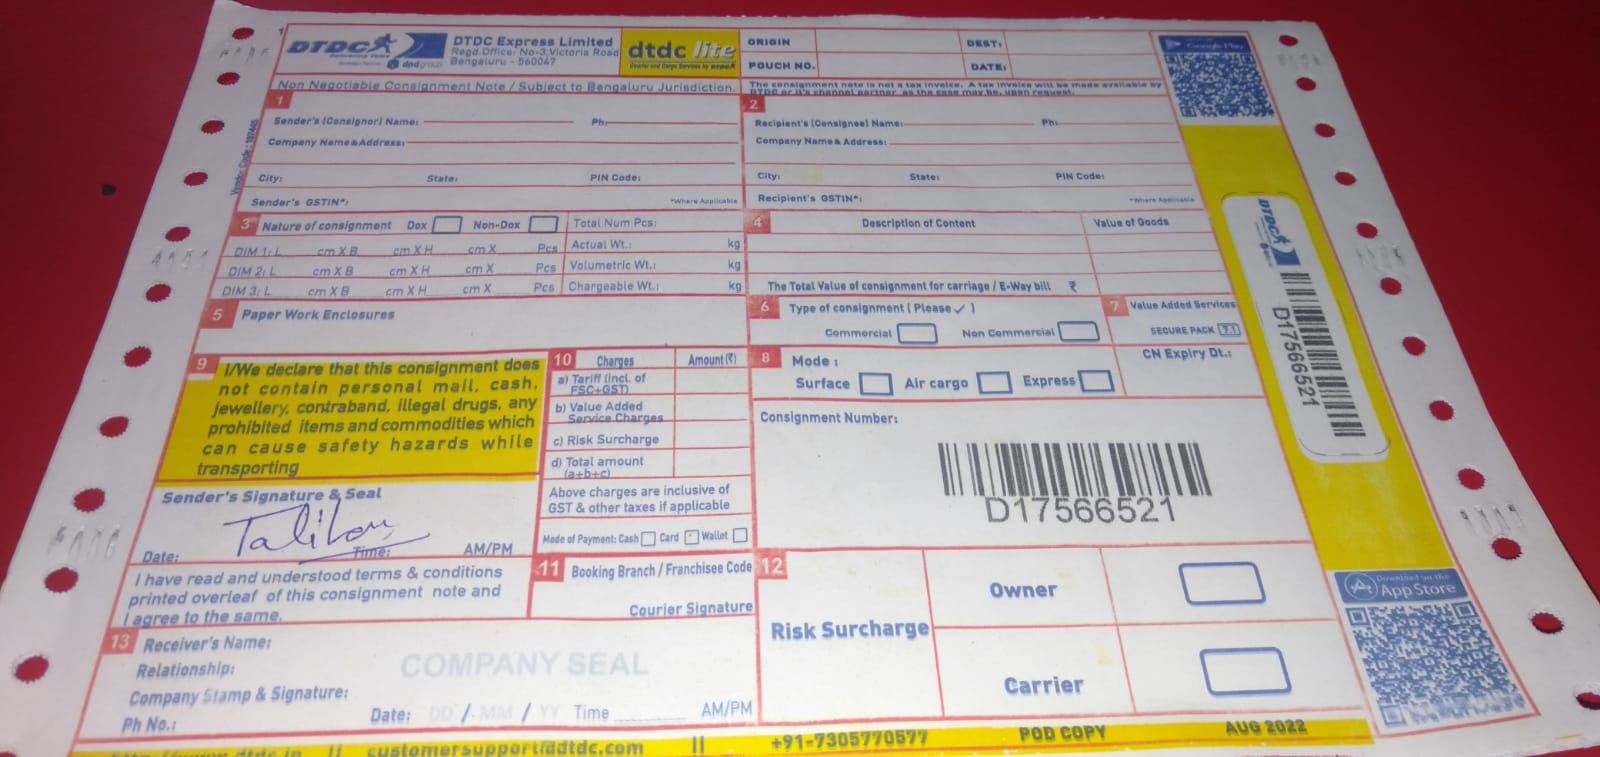 DTDC
DELIVERING VALUE
dpdgroup
DTDC Express Limited
Regd.Office: No-3,Victoria Road
Bengaluru - 560047
dtdc lite
ORIGIN
DEST:
POUCH NO.
DATE:
Google Play
Non Negotiable Consignment Note / Subject to Bengaluru Jurisdiction.
The consignment note is not a tax invoice. A tax invoice will be made available by
DTDC or it's channel partner as the case may be, upon request.
1
Sender's (Consignor) Name:
Ph:
Company Name & Address:
City:
State:
PIN Code:
Sender's GSTIN*:
*Where Applicable
2
Recipient's (Consignee) Name:
Ph:
Company Name & Address:
City:
State:
PIN Code:
Recipient's GSTIN*:
*Where Applicable
3 Nature of consignment Dox Non-Dox
DIM 1: L cm X B cm X H cm X Pcs
DIM 2: L cm X B cm X H cm X Pcs
DIM 3: L cm X B cm X H cm X Pcs
Total Num Pcs:
Actual Wt.: kg
Volumetric Wt.: kg
Chargeable Wt.: kg
4 Description of Content
Value of Goods
The Total Value of consignment for carriage / E-Way bill ₹
5 Paper Work Enclosures
6 Type of consignment ( Please ✓ )
Commercial
Non Commercial
7 Value Added Services
SECURE PACK 7.1
8 Mode :
Surface
Air cargo
Express
CN Expiry Dt.:
9 I/We declare that this consignment does
not contain personal mail, cash,
jewellery, contraband, illegal drugs, any
prohibited items and commodities which
can cause safety hazards while
transporting
10 Charges Amount(₹)
a) Tariff (incl. of
FSC+GST)
b) Value Added
Service Charges
c) Risk Surcharge
d) Total amount
(a+b+c)
Above charges are inclusive of
GST & other taxes if applicable
Mode of Payment: Cash Card Wallet
Consignment Number:
D17566521
DTDC
D17566521
Sender's Signature & Seal
Date:
Time:
AM/PM
I have read and understood terms & conditions
printed overleaf of this consignment note and
I agree to the same.
11 Booking Branch / Franchisee Code
Courier Signature
12
Risk Surcharge
Owner
Carrier
Download on the
App Store
13 Receiver's Name:
Relationship:
Company Stamp & Signature:
Ph No.:
COMPANY SEAL
Date: DD / MM / YY Time AM/PM
customersupport@dtdc.com || +91-7305770577
POD COPY
AUG 2022